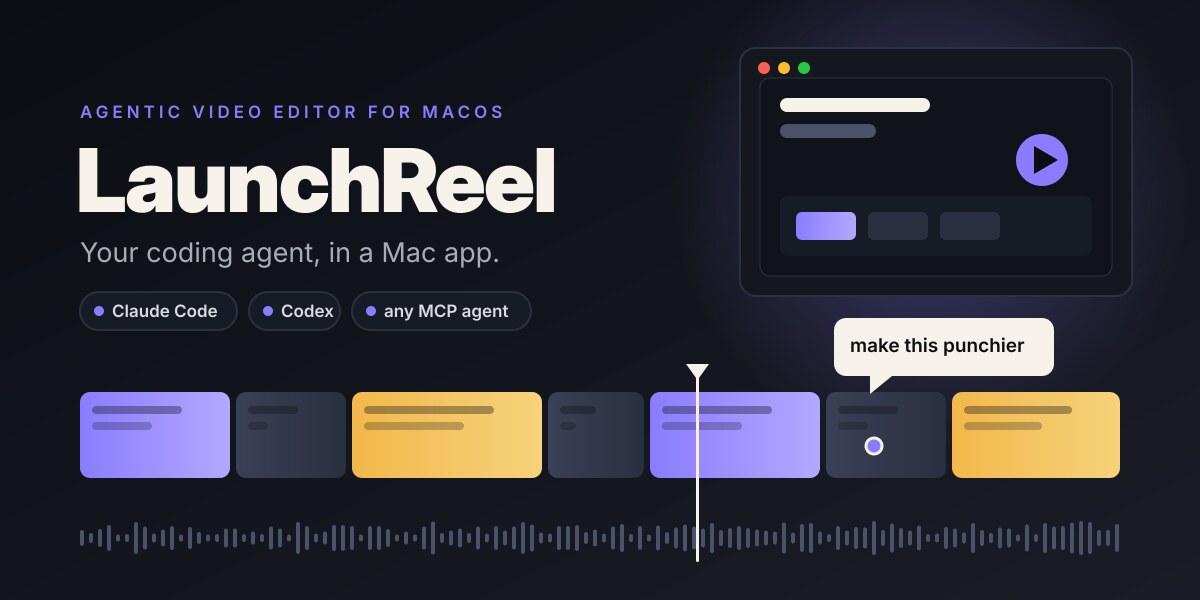 AGENTIC VIDEO EDITOR FOR MACOS
LaunchReel
Your coding agent, in a Mac app.
Claude Code
Codex
any MCP agent
make this punchier